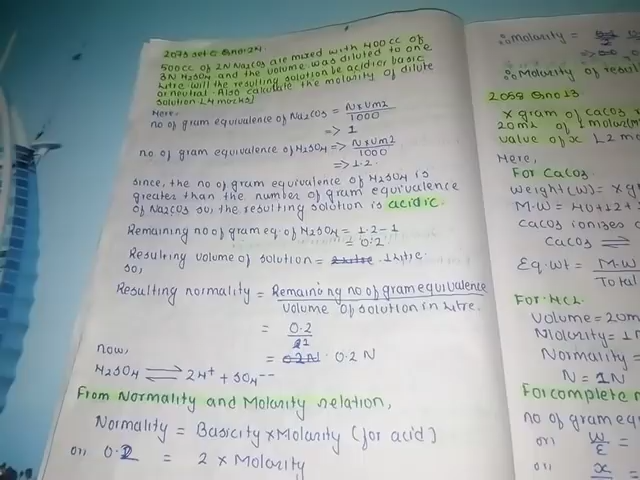 2075 set C Qno:24.
500cc of 2N Na2CO3 are mixed with 400cc of
3N H2SO4 and the volume was diluted to one
litre will the resulting solution be acidic or basic
or neutral. Also calculate the molarity of dilute
solution [4 marks]
Here,
no of gram equivalence of Na2CO3 = N×Vml
1000
=> 1
no of gram equivalence of H2SO4 => N×Vml
1000
=> 1.2.
Since, the no of gram equivalence of H2SO4 is
greater than the number of gram equivalence
of Na2CO3 so, the resulting solution is acidic.
Remaining no of gram eq. of H2SO4 = 1.2-1
= 0.2
Resulting volume of solution = 1 litre.
So,
Resulting normality = Remaining no of gram equivalence
Volume of solution in litre.
= 0.2
1
= 0.2 N
now,
H2SO4 ⇌ 2H+ + SO4--
From Normality and Molarity relation,
Normality = Basicity × Molarity (for acid)
or, 0.2 = 2 × Molarity
∴ Molarity =
∴ Molarity of
2058 Qno 13
x gram of CaCO3
20ml of 1 molar
value of x [2
Here,
For CaCO3
Weight (W) = x
M.W = 40+12+
CaCO3 ionizes
CaCO3 ⇌
Eq. Wt = M.W
Total
For HCl
Volume = 20m
Molarity = 1
Normality =
N = 1N
For complete
no of gram equ
or, W =
E
or, x =